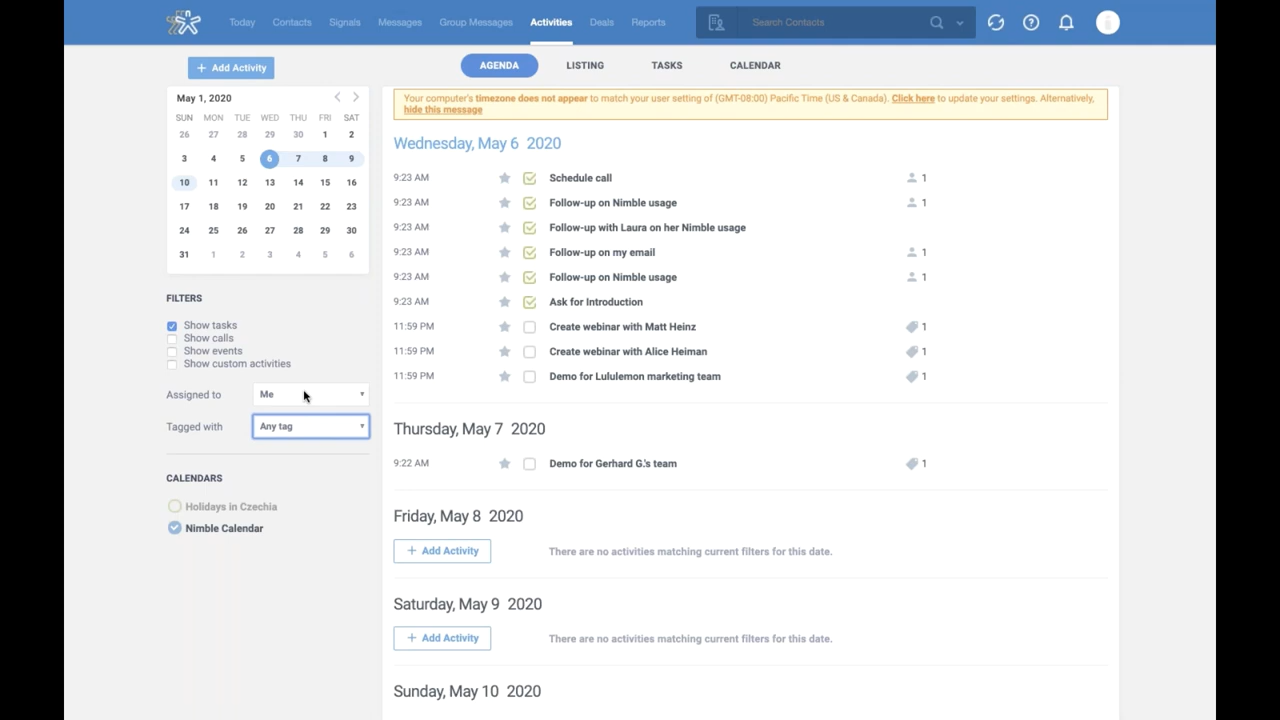 Today Contacts Signals Messages Group Messages Activities Deals Reports Search Contacts
+ Add Activity
AGENDA LISTING TASKS CALENDAR
May 1, 2020
SUN MON TUE WED THU FRI SAT
26 27 28 29 30 1 2
3 4 5 6 7 8 9
10 11 12 13 14 15 16
17 18 19 20 21 22 23
24 25 26 27 28 29 30
31 1 2 3 4 5 6
FILTERS
Show tasks
Show calls
Show events
Show custom activities
Assigned to Me
Tagged with Any tag
CALENDARS
Holidays in Czechia
Nimble Calendar
Your computer's timezone does not appear to match your user setting of (GMT-08:00) Pacific Time (US & Canada). Click here to update your settings. Alternatively,
hide this message
Wednesday, May 6 2020
9:23 AM Schedule call 1
9:23 AM Follow-up on Nimble usage 1
9:23 AM Follow-up with Laura on her Nimble usage
9:23 AM Follow-up on my email 1
9:23 AM Follow-up on Nimble usage 1
9:23 AM Ask for Introduction
11:59 PM Create webinar with Matt Heinz 1
11:59 PM Create webinar with Alice Heiman 1
11:59 PM Demo for Lululemon marketing team 1
Thursday, May 7 2020
9:22 AM Demo for Gerhard G.'s team 1
Friday, May 8 2020
+ Add Activity There are no activities matching current filters for this date.
Saturday, May 9 2020
+ Add Activity There are no activities matching current filters for this date.
Sunday, May 10 2020